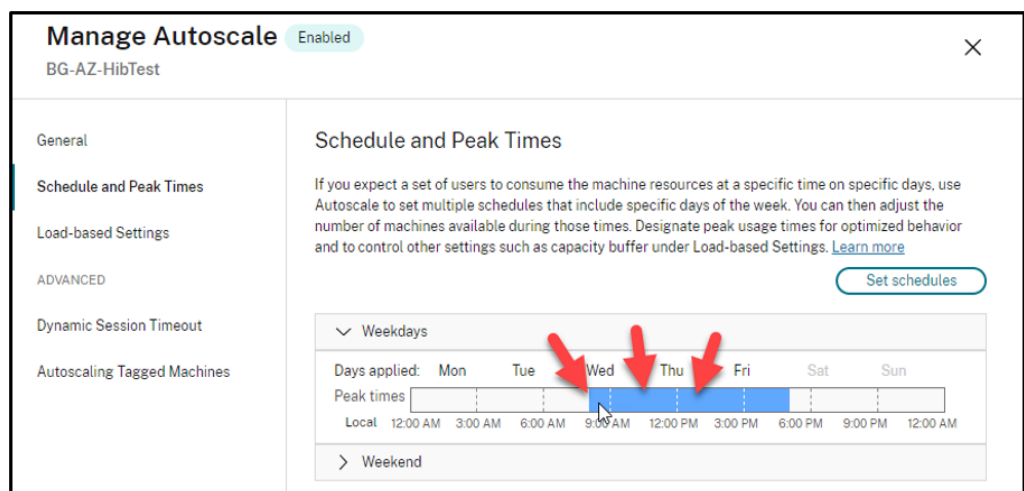 Manage Autoscale Enabled
BG-AZ-HibTest
General
Schedule and Peak Times
Load-based Settings
ADVANCED
Dynamic Session Timeout
Autoscaling Tagged Machines
Schedule and Peak Times
If you expect a set of users to consume the machine resources at a specific time on specific days, use
Autoscale to set multiple schedules that include specific days of the week. You can then adjust the
number of machines available during those times. Designate peak usage times for optimized behavior
and to control other settings such as capacity buffer under Load-based Settings. Learn more
Set schedules
Weekdays
Days applied: Mon Tue Wed Thu Fri Sat Sun
Peak times
Local 12:00 AM 3:00 AM 6:00 AM 9:00 AM 12:00 PM 3:00 PM 6:00 PM 9:00 PM 12:00 AM
Weekend